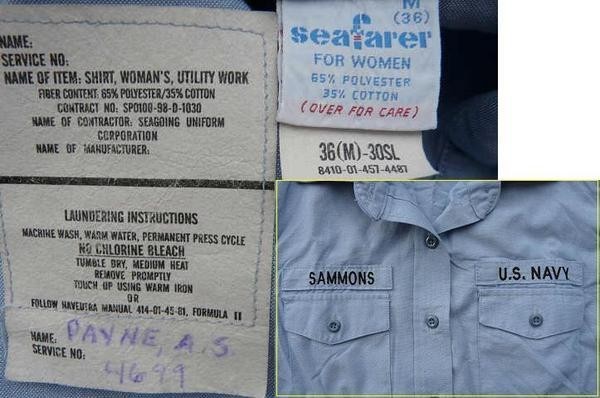 NAME:
SERVICE NO:
NAME OF ITEM: SHIRT, WOMAN'S, UTILITY WORK
FIBER CONTENT: 65% POLYESTER/35% COTTON
CONTRACT NO: SP0100-98-D-1030
NAME OF CONTRACTOR: SEAGOING UNIFORM
CORPORATION
NAME OF MANUFACTURER:
LAUNDERING INSTRUCTIONS
MACHINE WASH, WARM WATER, PERMANENT PRESS CYCLE
NO CHLORINE BLEACH
TUMBLE DRY, MEDIUM HEAT
REMOVE PROMPTLY
TOUCH UP USING WARM IRON
OR
FOLLOW NAVEDTRA MANUAL 414-01-45-81, FORMULA II
NAME: PAYNE, A.S.
SERVICE NO: 4699
M
(36)
seafarer
FOR WOMEN
65% POLYESTER
35% COTTON
(OVER FOR CARE)
36(M)-30SL
8410-01-457-4487
SAMMONS
U.S. NAVY